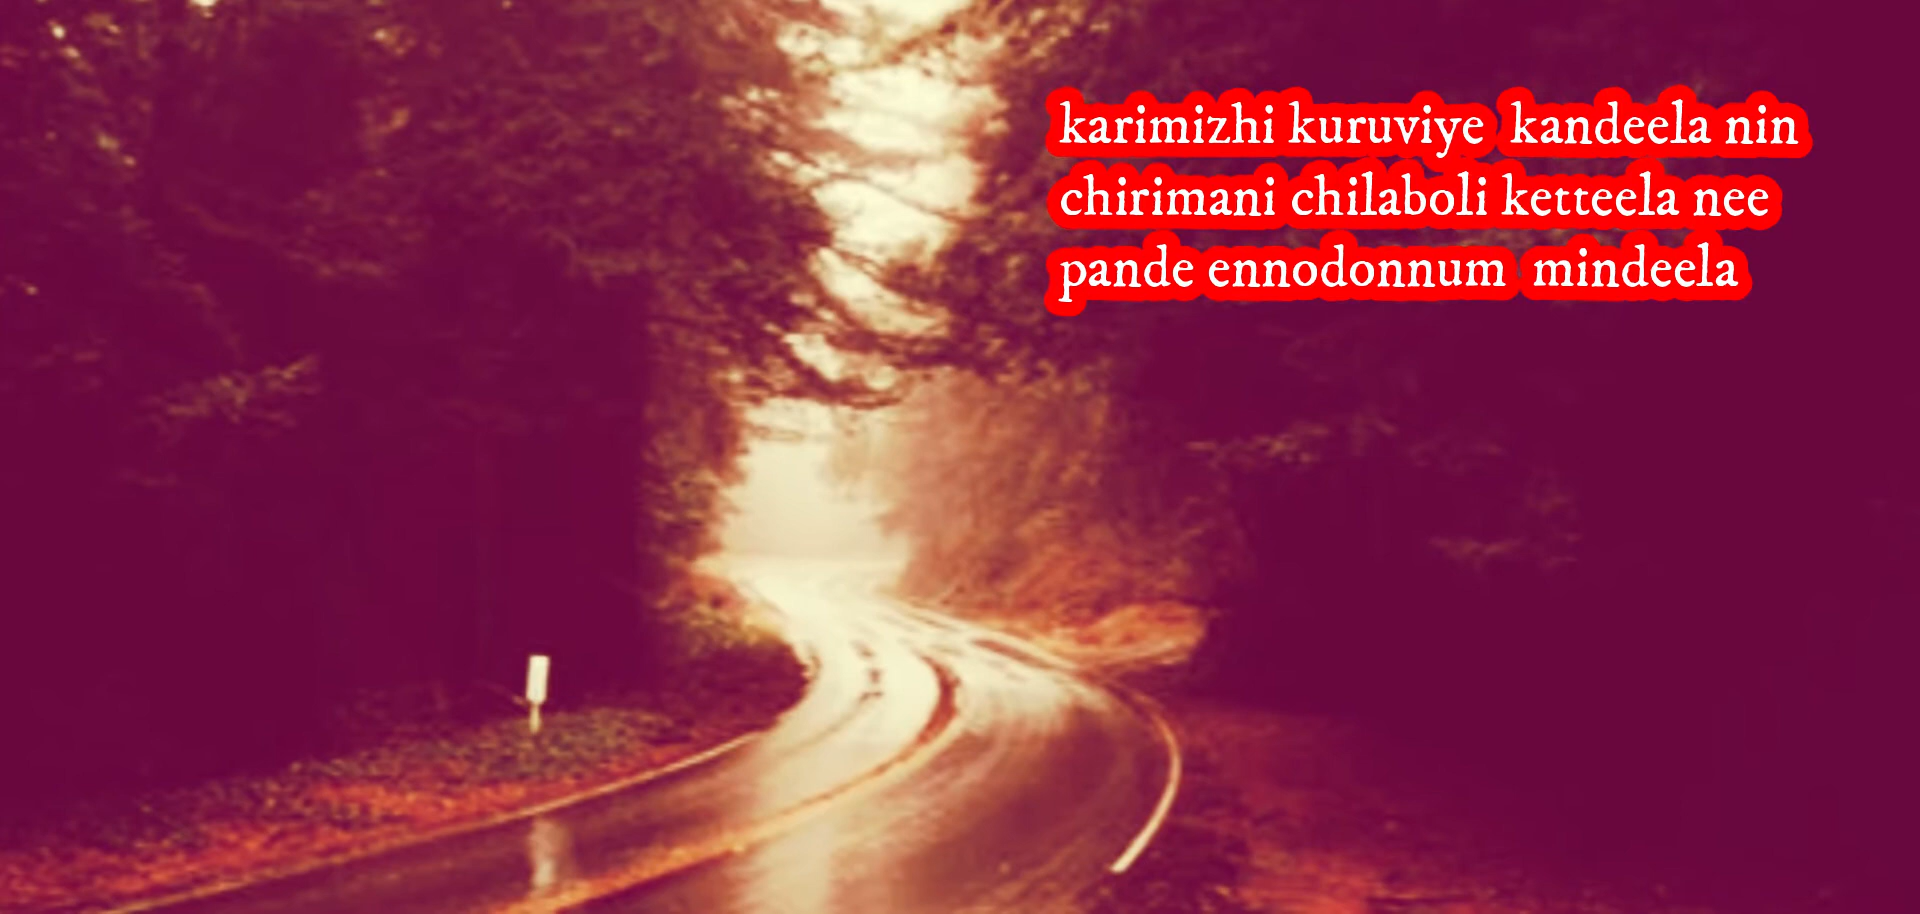 karimizhi kuruviye kandeela nin
chirimani chilaboli ketteela nee
pande ennodonnum mindeela